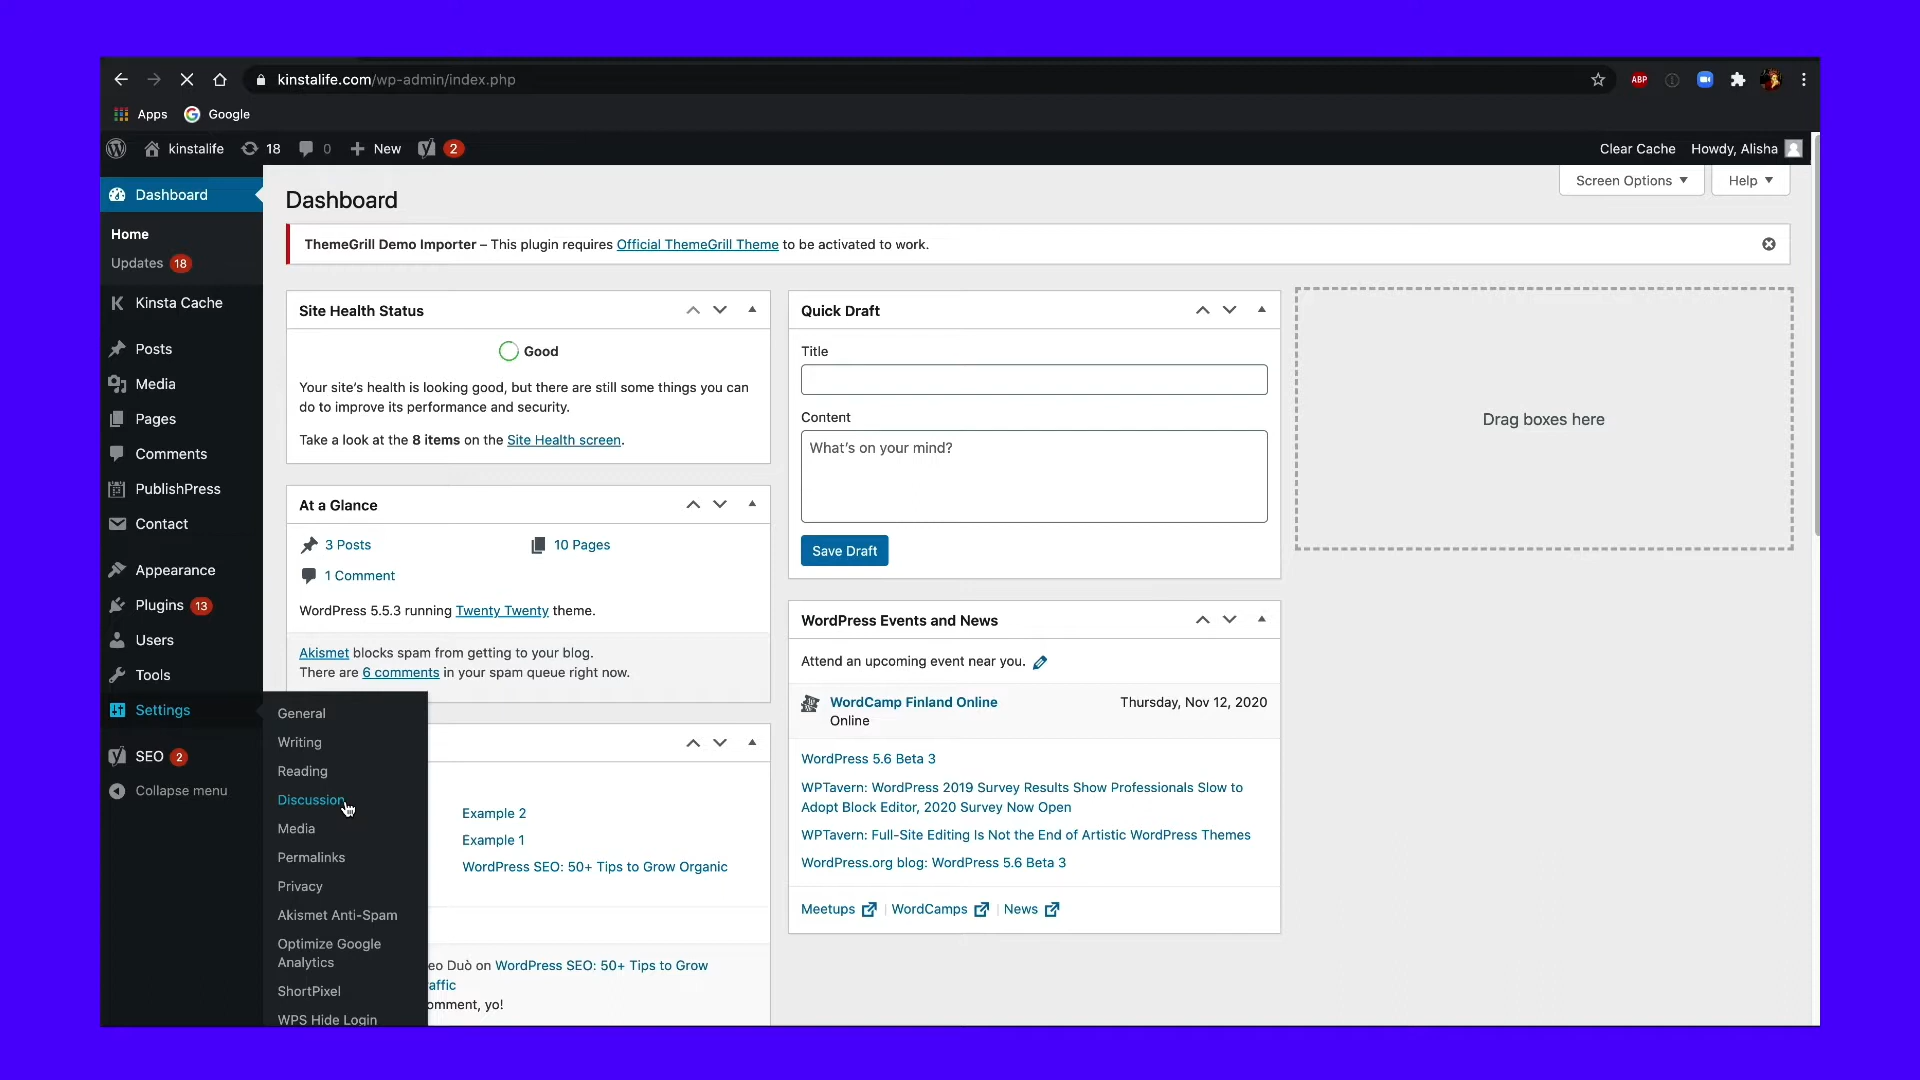 kinstalife.com/wp-admin/index.php
ABP
Apps
Google
kinstalife
18
0
New
2
Clear Cache
Howdy, Alisha
Dashboard
Home
Updates 18
Kinsta Cache
Posts
Media
Pages
Comments
PublishPress
Contact
Appearance
Plugins 13
Users
Tools
Settings
SEO 2
Collapse menu
General
Writing
Reading
Discussion
Media
Permalinks
Privacy
Akismet Anti-Spam
Optimize Google
Analytics
ShortPixel
WPS Hide Login
Screen Options
Help
Dashboard
ThemeGrill Demo Importer – This plugin requires Official ThemeGrill Theme to be activated to work.
Site Health Status
Good
Your site's health is looking good, but there are still some things you can
do to improve its performance and security.
Take a look at the 8 items on the Site Health screen.
At a Glance
3 Posts
10 Pages
1 Comment
WordPress 5.5.3 running Twenty Twenty theme.
Akismet blocks spam from getting to your blog.
There are 6 comments in your spam queue right now.
Example 2
Example 1
WordPress SEO: 50+ Tips to Grow Organic
eo Duò on WordPress SEO: 50+ Tips to Grow
affic
omment, yo!
Quick Draft
Title
Content
What's on your mind?
Save Draft
WordPress Events and News
Attend an upcoming event near you.
WordCamp Finland Online
Thursday, Nov 12, 2020
Online
WordPress 5.6 Beta 3
WPTavern: WordPress 2019 Survey Results Show Professionals Slow to
Adopt Block Editor, 2020 Survey Now Open
WPTavern: Full-Site Editing Is Not the End of Artistic WordPress Themes
WordPress.org blog: WordPress 5.6 Beta 3
Meetups | WordCamps | News
Drag boxes here